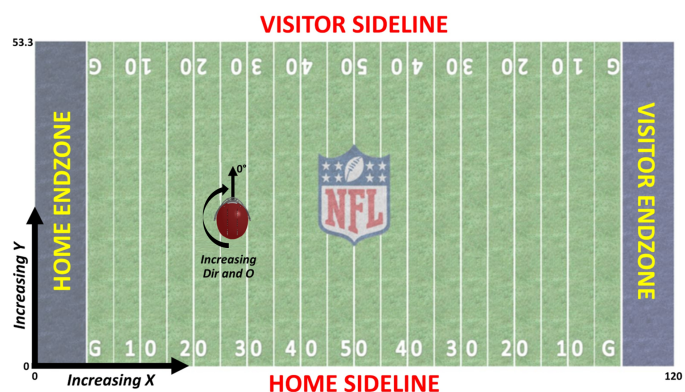 VISITOR SIDELINE
53.3
G 10 20 30 40 50 40 30 20 10 G
HOME ENDZONE
VISITOR ENDZONE
0°
NFL
Increasing
Dir and O
Increasing Y
G 10 20 30 40 50 40 30 20 10 G
0
0
120
Increasing X
HOME SIDELINE